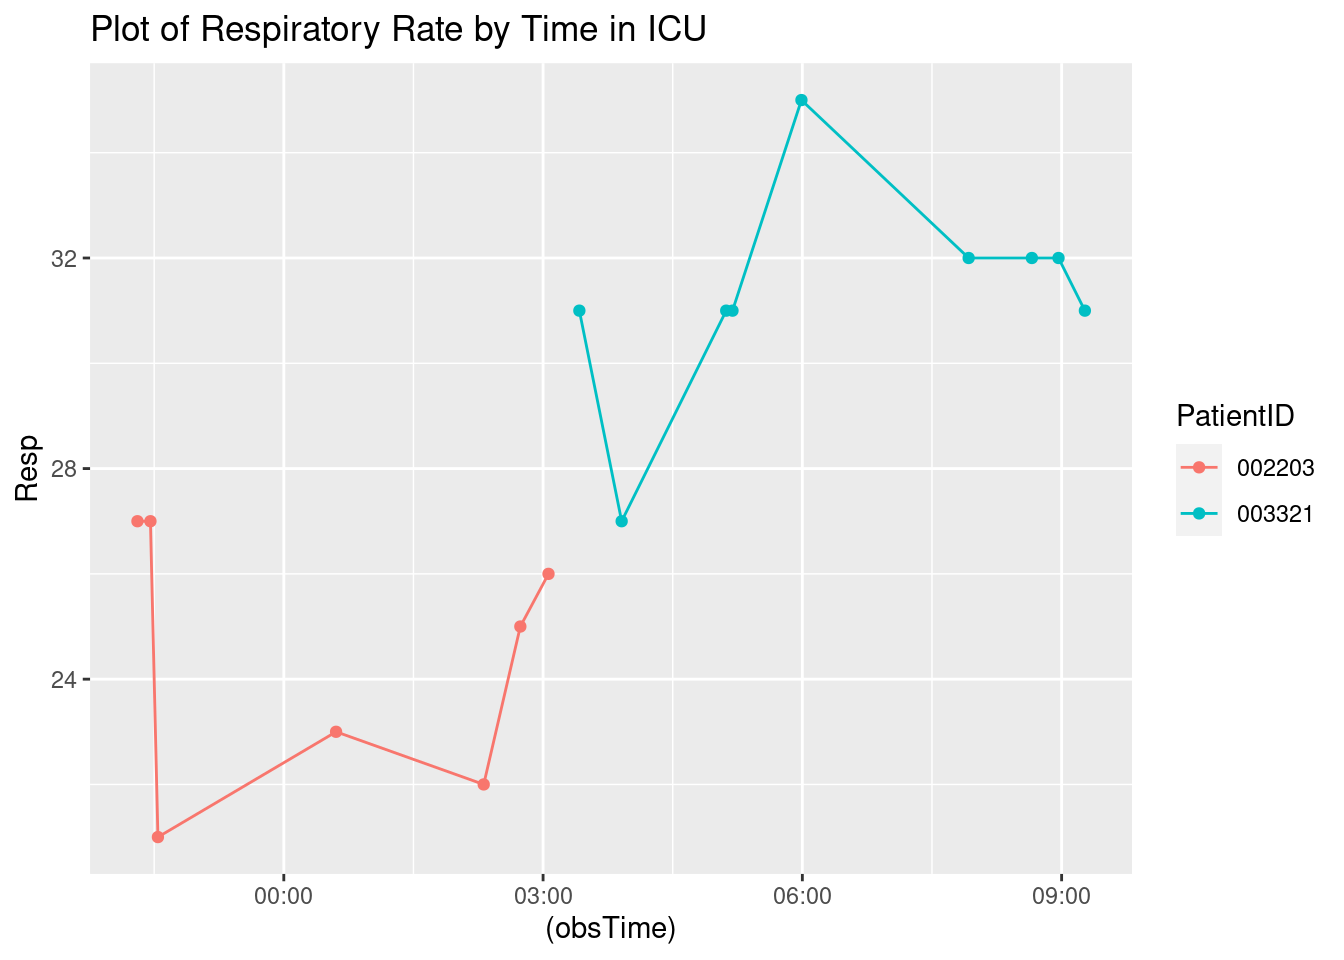 Plot of Respiratory Rate by Time in ICU
Resp
32
28
24
00:00 03:00 06:00 09:00
(obsTime)
PatientID
002203
003321